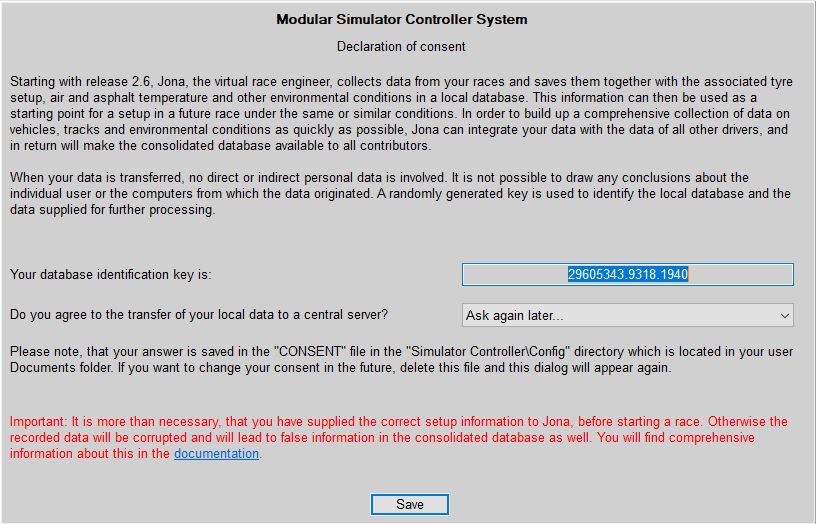 Modular Simulator Controller System
Declaration of consent
Starting with release 2.6, Jona, the virtual race engineer, collects data from your races and saves them together with the associated tyre
setup, air and asphalt temperature and other environmental conditions in a local database. This information can then be used as a
starting point for a setup in a future race under the same or similar conditions. In order to build up a comprehensive collection of data on
vehicles, tracks and environmental conditions as quickly as possible, Jona can integrate your data with the data of all other drivers, and
in return will make the consolidated database available to all contributors.
When your data is transferred, no direct or indirect personal data is involved. It is not possible to draw any conclusions about the
individual user or the computers from which the data originated. A randomly generated key is used to identify the local database and the
data supplied for further processing.
Your database identification key is:
29605343.9318.1940
Do you agree to the transfer of your local data to a central server?
Ask again later...
Please note, that your answer is saved in the "CONSENT" file in the "Simulator Controller\Config" directory which is located in your user
Documents folder. If you want to change your consent in the future, delete this file and this dialog will appear again.
Important: It is more than necessary, that you have supplied the correct setup information to Jona, before starting a race. Otherwise the
recorded data will be corrupted and will lead to false information in the consolidated database as well. You will find comprehensive
information about this in the documentation.
Save